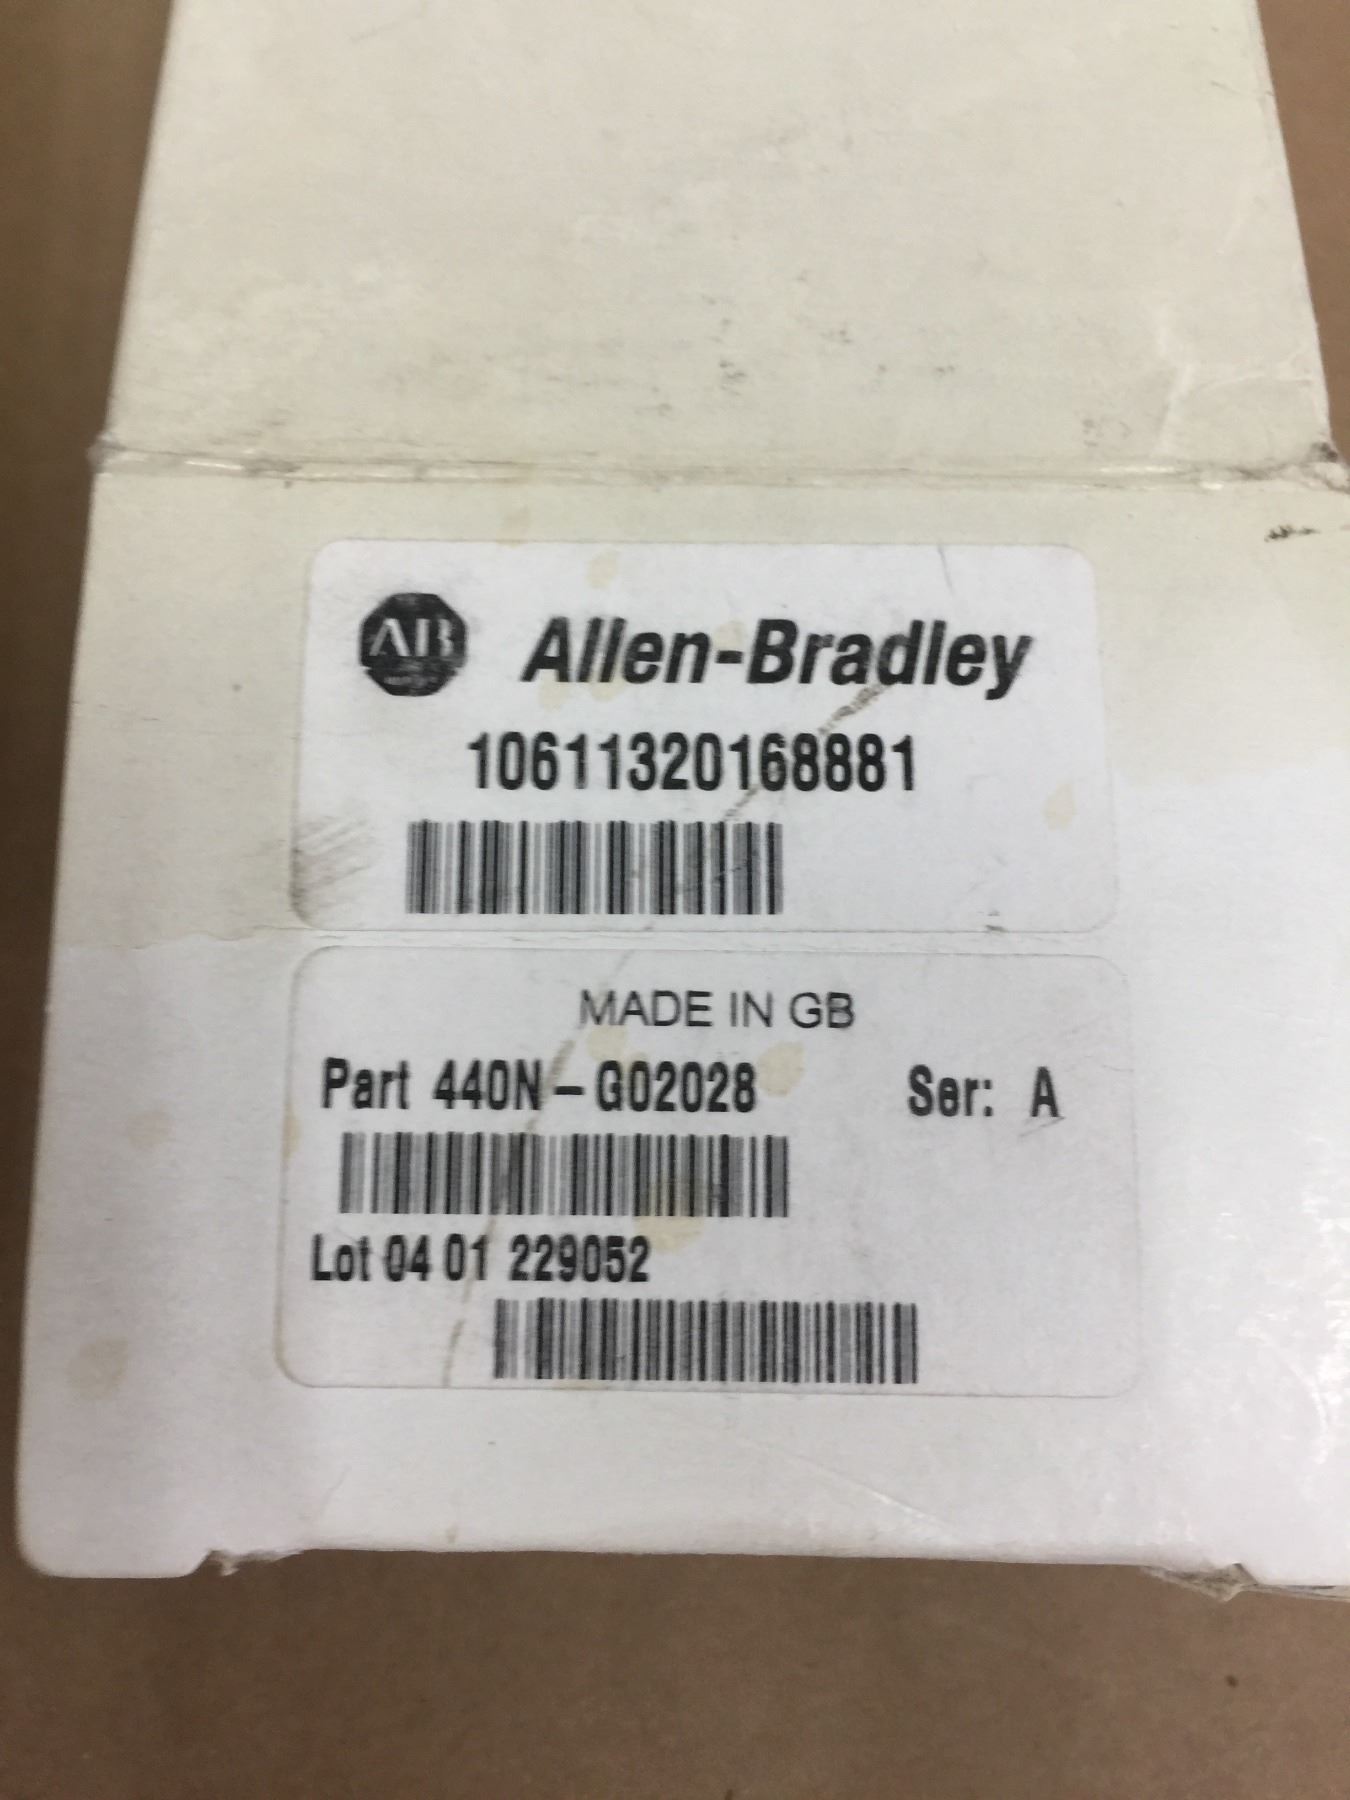 AB
Allen-Bradley
10611320168881
MADE IN GB
Part 440N-G02028 Ser: A
Lot 04 01 229052